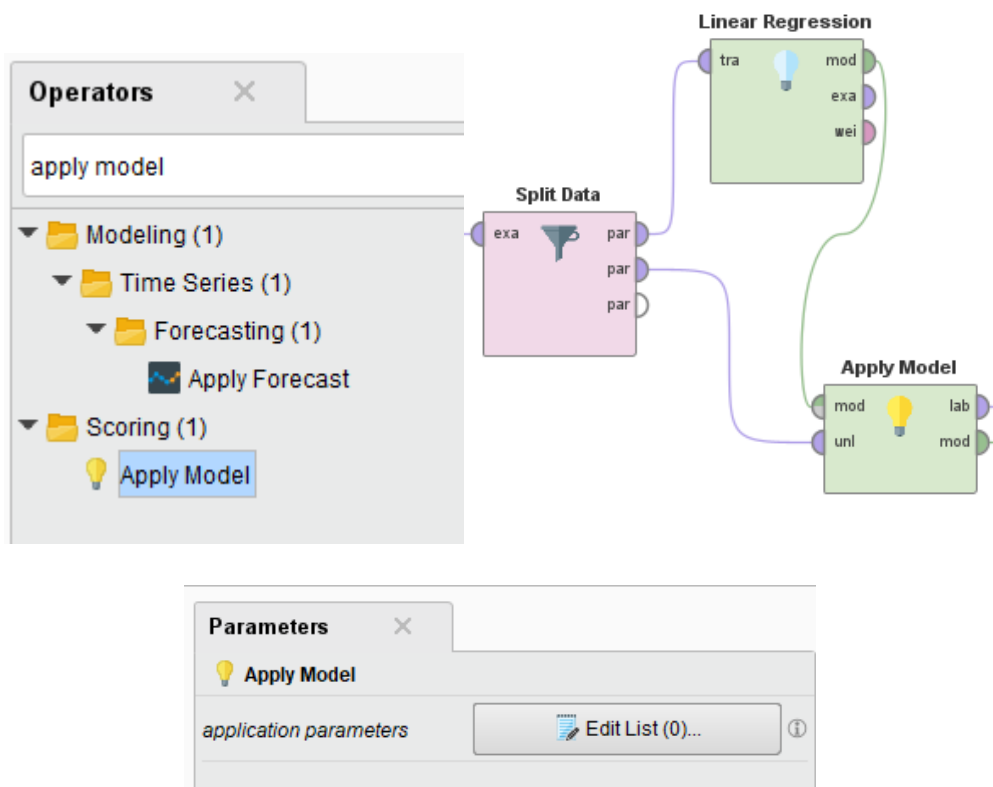 Operators
apply model
Modeling (1)
Time Series (1)
Forecasting (1)
Apply Forecast
Scoring (1)
Apply Model
Linear Regression
tra mod
exa
wei
Split Data
exa par
par
par
Apply Model
mod lab
unl mod
Parameters
Apply Model
application parameters Edit List (0)...